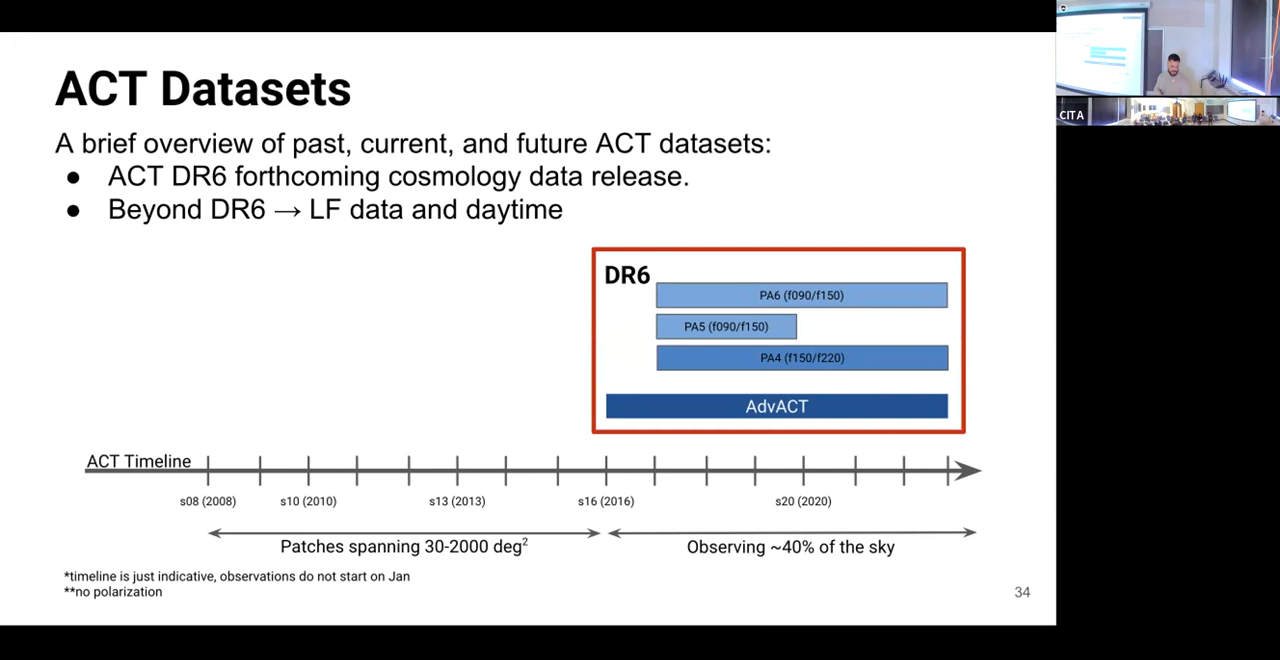 ACT Datasets
A brief overview of past, current, and future ACT datasets:
● ACT DR6 forthcoming cosmology data release.
● Beyond DR6 → LF data and daytime
DR6
PA6 (f090/f150)
PA5 (f090/f150)
PA4 (f150/f220)
AdvACT
ACT Timeline
s08 (2008)
s10 (2010)
s13 (2013)
s16 (2016)
s20 (2020)
Patches spanning 30-2000 deg²
Observing ~40% of the sky
*timeline is just indicative, observations do not start on Jan
**no polarization
34
CITA